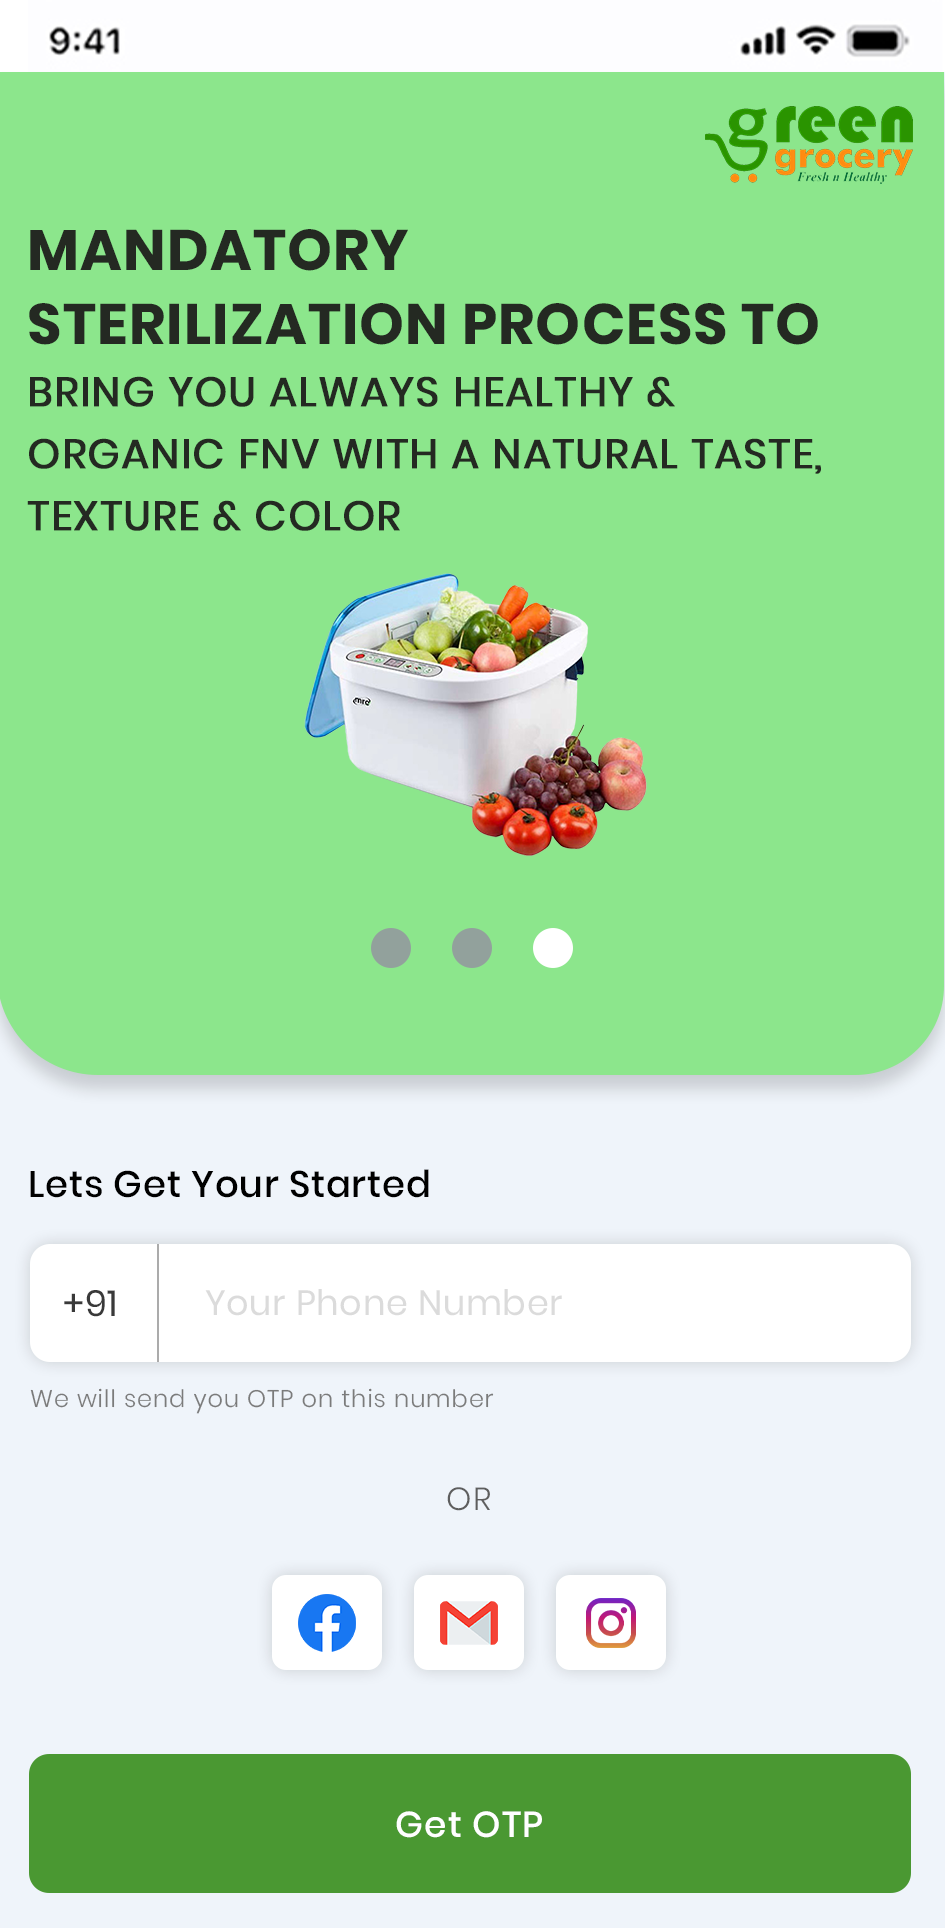 9:41
green
grocery
Fresh n Healthy
MANDATORY
STERILIZATION PROCESS TO
BRING YOU ALWAYS HEALTHY &
ORGANIC FNV WITH A NATURAL TASTE,
TEXTURE & COLOR
mrc
Lets Get Your Started
+91 Your Phone Number
We will send you OTP on this number
OR
Get OTP